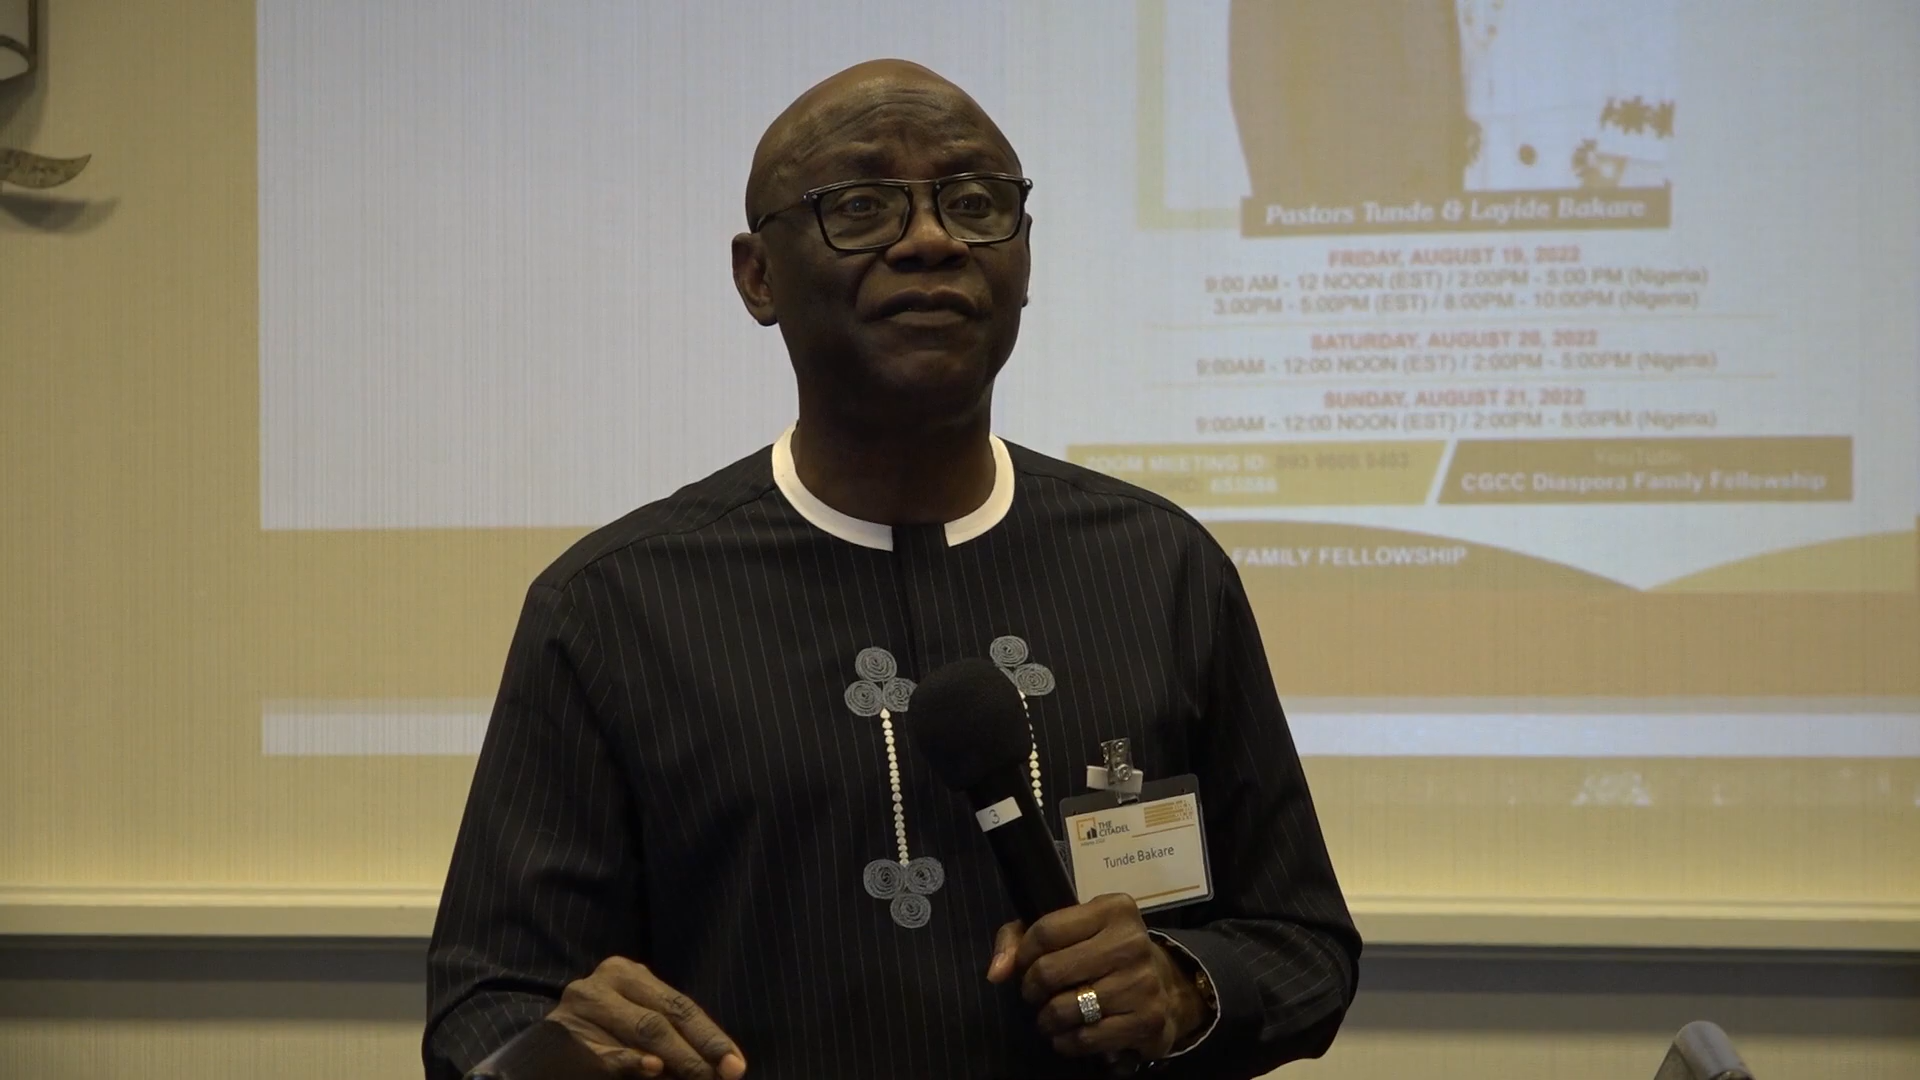 Pastors Tunde & Layide Bakare
FRIDAY, AUGUST 19, 2022
9:00 AM - 12 NOON (EST) / 2:00PM - 5:00 PM (Nigeria)
3:00PM - 5:00PM (EST) / 8:00PM - 10:00PM (Nigeria)
SATURDAY, AUGUST 20, 2022
9:00AM - 12:00 NOON (EST) / 2:00PM - 5:00PM (Nigeria)
SUNDAY, AUGUST 21, 2022
9:00AM - 12:00 NOON (EST) / 2:00PM - 5:00PM (Nigeria)
ZOOM MEETING ID:
YouTube
CGCC Diaspora Family Fellowship
FAMILY FELLOWSHIP
3
THE
CITADEL
Tunde Bakare